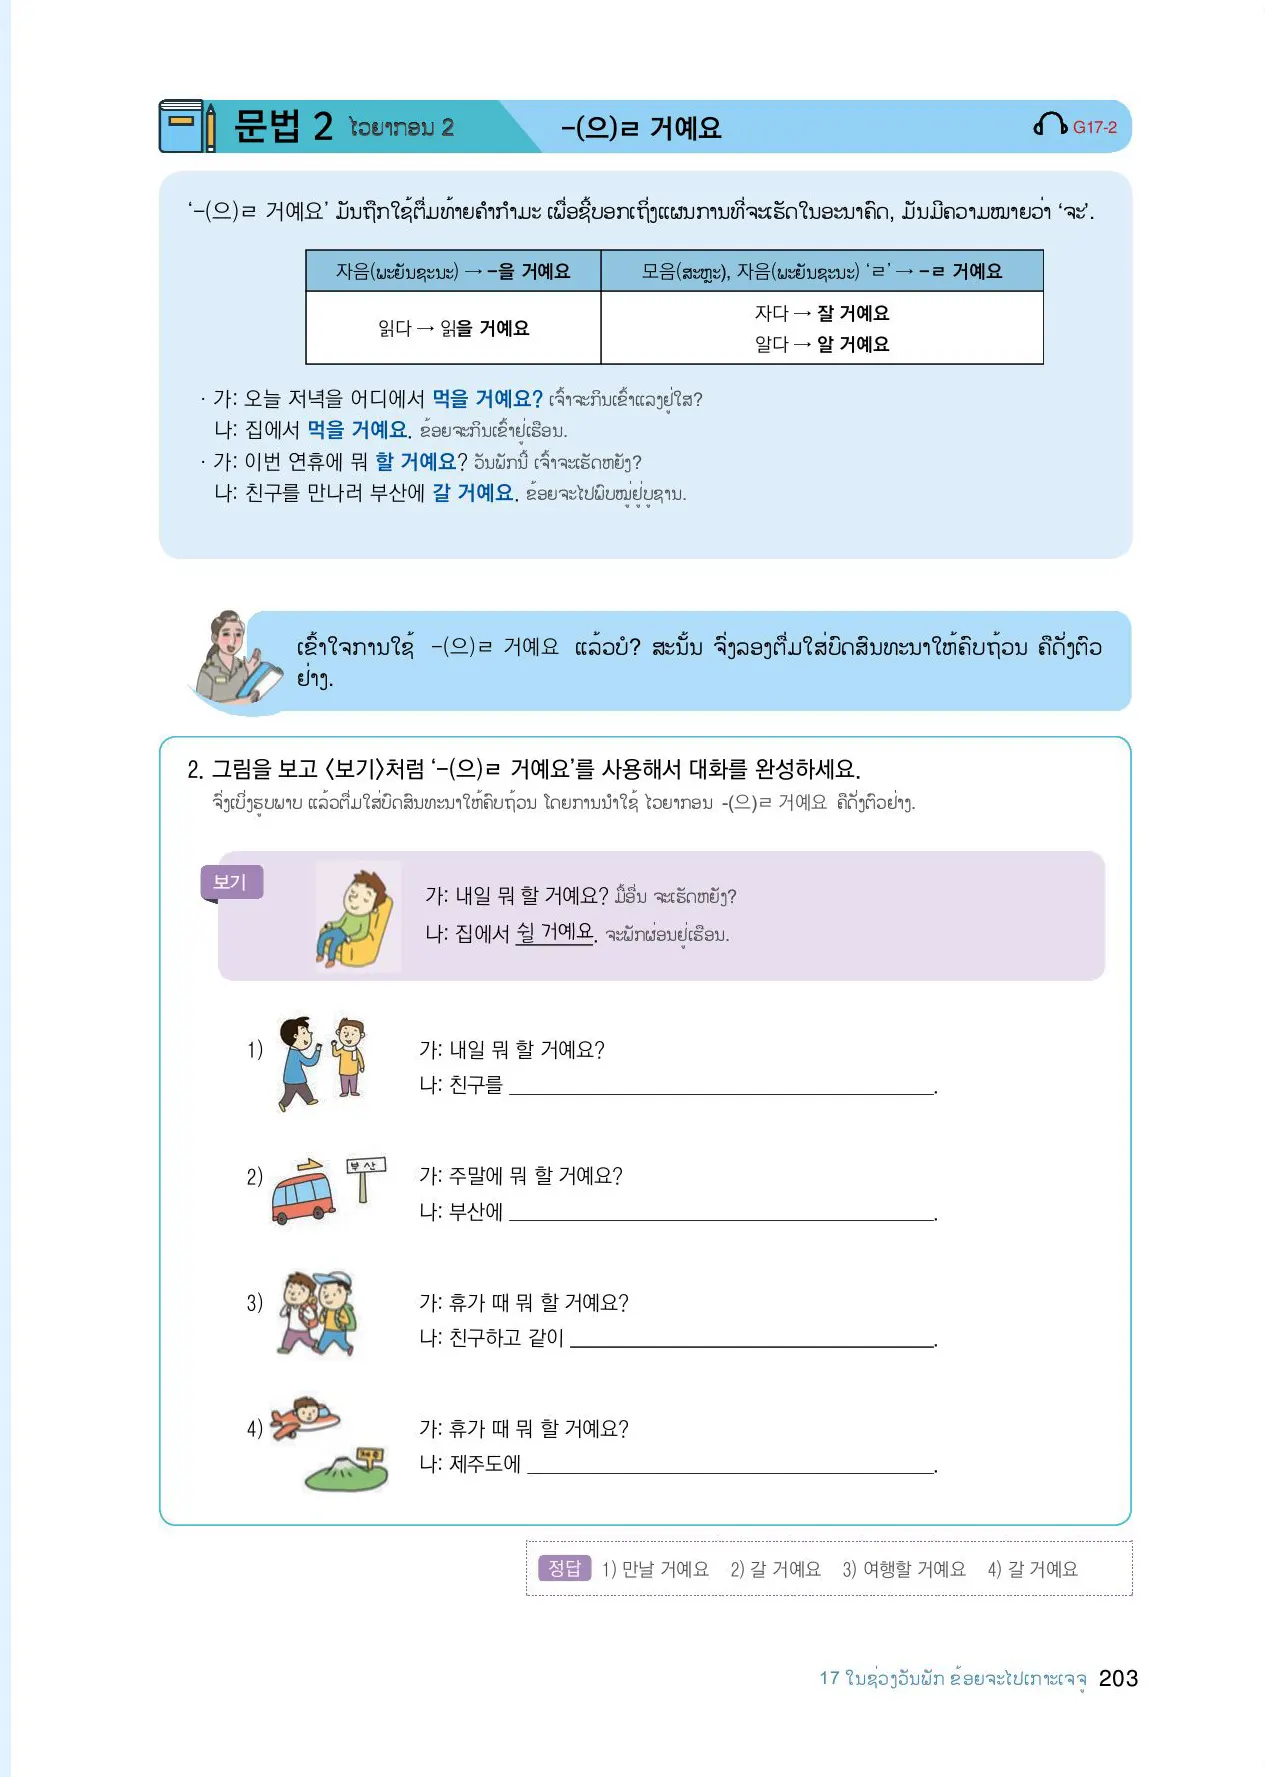 문법 2 ໄວຍາກອນ 2 -(으)ㄹ 거예요 G17-2
‘-(으)ㄹ 거예요’ ມັນຖືກໃຊ້ຕື່ມທ້າຍຄຳກຳມະ ເພື່ອຊີ້ບອກເຖິງແຜນການທີ່ຈະເຮັດໃນອະນາຄົດ, ມັນມີຄວາມໝາຍວ່າ ‘ຈະ’.
자음(ພະຍັນຊະນະ) → -을 거예요 모음(ສະຫຼະ), 자음(ພະຍັນຊະນະ) ‘ㄹ’ → -ㄹ 거예요
읽다 → 읽을 거예요
자다 → 잘 거예요
알다 → 알 거예요
· 가: 오늘 저녁을 어디에서 먹을 거예요? ເຈົ້າຈະກິນເຂົ້າແລງຢູ່ໃສ?
나: 집에서 먹을 거예요. ຂ້ອຍຈະກິນເຂົ້າຢູ່ເຮືອນ.
· 가: 이번 연휴에 뭐 할 거예요? ວັນພັກນີ້ ເຈົ້າຈະເຮັດຫຍັງ?
나: 친구를 만나러 부산에 갈 거예요. ຂ້ອຍຈະໄປພົບໝູ່ຢູ່ບູຊານ.
ເຂົ້າໃຈການໃຊ້ -(으)ㄹ 거예요 ແລ້ວບໍ? ສະນັ້ນ ຈົ່ງລອງຕື່ມໃສ່ບົດສົນທະນາໃຫ້ຄົບຖ້ວນ ຄືດັ່ງຕົວ
ຢ່າງ.
2. 그림을 보고 〈보기〉처럼 ‘-(으)ㄹ 거예요’를 사용해서 대화를 완성하세요.
ຈົ່ງເບິ່ງຮູບພາບ ແລ້ວຕື່ມໃສ່ບົດສົນທະນາໃຫ້ຄົບຖ້ວນ ໂດຍການນຳໃຊ້ ໄວຍາກອນ -(으)ㄹ 거예요 ຄືດັ່ງຕົວຢ່າງ.
보기
가: 내일 뭐 할 거예요? ມື້ອື່ນ ຈະເຮັດຫຍັງ?
나: 집에서 쉴 거예요. ຈະພັກຜ່ອນຢູ່ເຮືອນ.
1) 가: 내일 뭐 할 거예요?
나: 친구를 ______.
2) 부산 가: 주말에 뭐 할 거예요?
나: 부산에 ______.
3) 가: 휴가 때 뭐 할 거예요?
나: 친구하고 같이 ______.
4) 가: 휴가 때 뭐 할 거예요?
나: 제주도에 ______.
정답 1) 만날 거예요 2) 갈 거예요 3) 여행할 거예요 4) 갈 거예요
17 ໃນຊ່ວງວັນພັກ ຂ້ອຍຈະໄປເກາະເຈຈູ 203